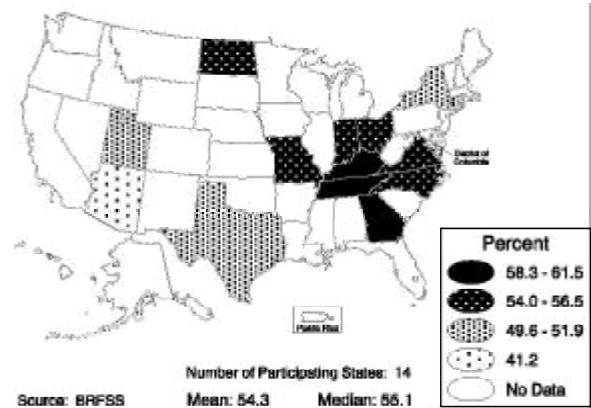 District of
Columbia
Percent
58.3 - 61.5
54.0 - 56.5
49.6 - 51.9
41.2
No Data
Puerto Rico
Number of Participating States: 14
Source: BRFSS Mean: 54.3 Median: 55.1